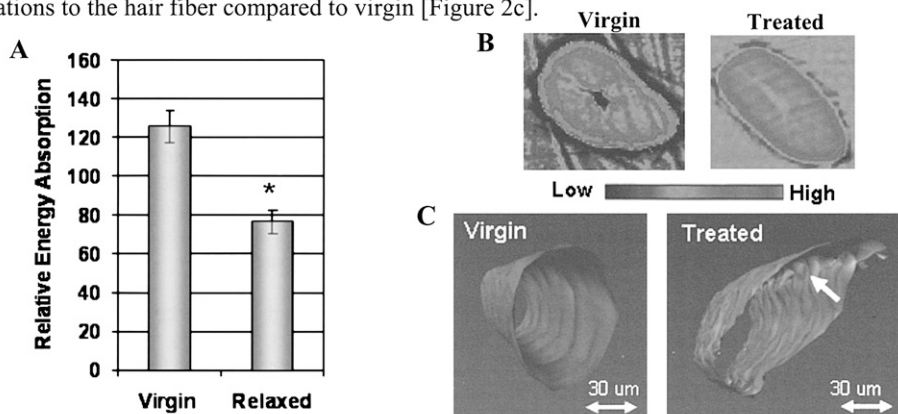 ations to the hair fiber compared to virgin [Figure 2c].
A
160
140
120
100
80
60
40
20
0
Relative Energy Absorption
*
Virgin Relaxed
B
Virgin Treated
Low High
C
Virgin
30 um
Treated
30 um